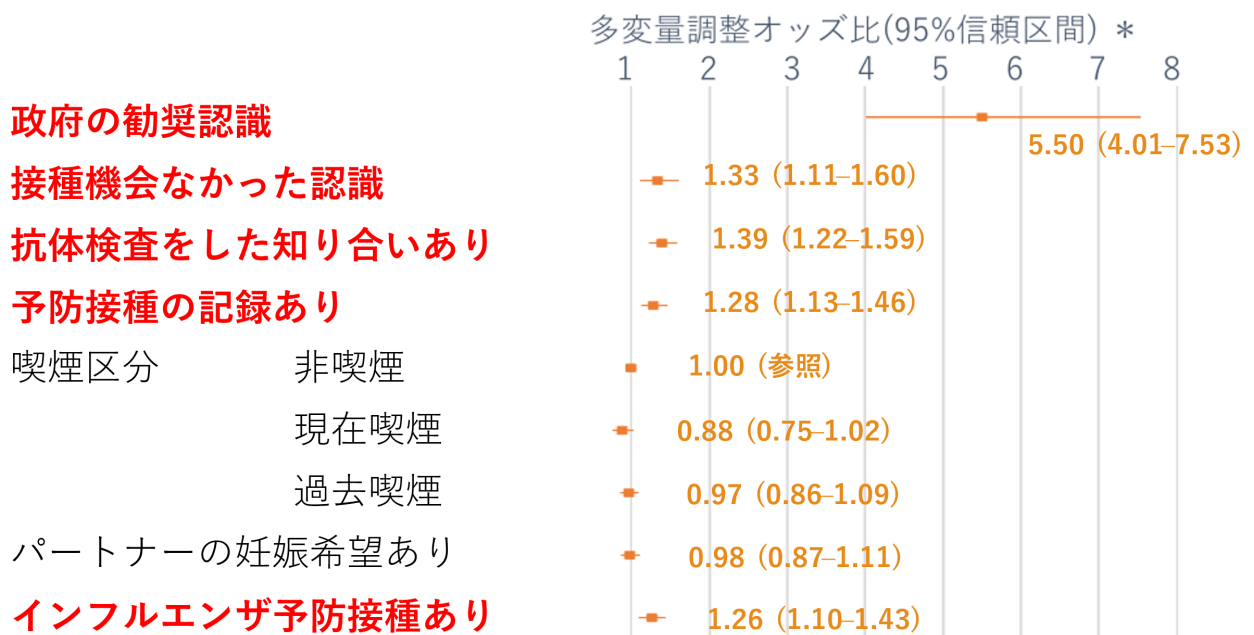 多変量調整オッズ比(95%信頼区間) *
1 2 3 4 5 6 7 8
政府の勧奨認識
5.50 (4.01–7.53)
接種機会なかった認識 1.33 (1.11–1.60)
抗体検査をした知り合いあり 1.39 (1.22–1.59)
予防接種の記録あり 1.28 (1.13–1.46)
喫煙区分 非喫煙 1.00 (参照)
現在喫煙 0.88 (0.75–1.02)
過去喫煙 0.97 (0.86–1.09)
パートナーの妊娠希望あり 0.98 (0.87–1.11)
インフルエンザ予防接種あり 1.26 (1.10–1.43)